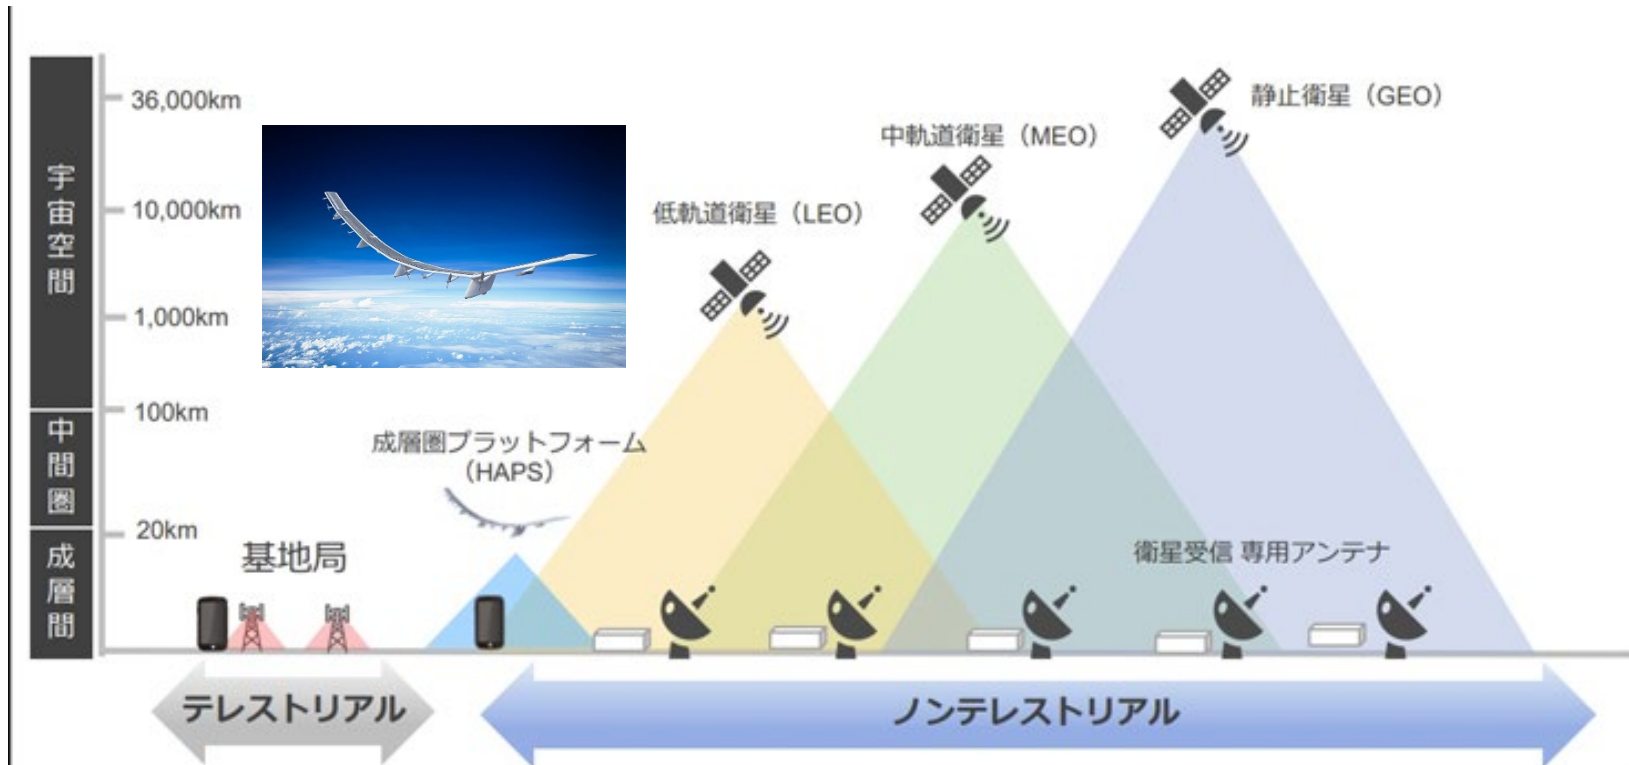 宇宙空間
中間圏
成層間
36,000km
10,000km
1,000km
100km
20km
静止衛星（GEO）
中軌道衛星（MEO）
低軌道衛星（LEO）
成層圏プラットフォーム
（HAPS）
基地局
衛星受信 専用アンテナ
テレストリアル
ノンテレストリアル